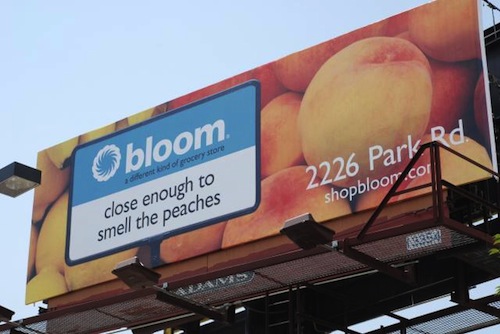 bloom.
a different kind of grocery store
close enough to
smell the peaches
2226 Park Rd.
shopbloom.com
ADAMS